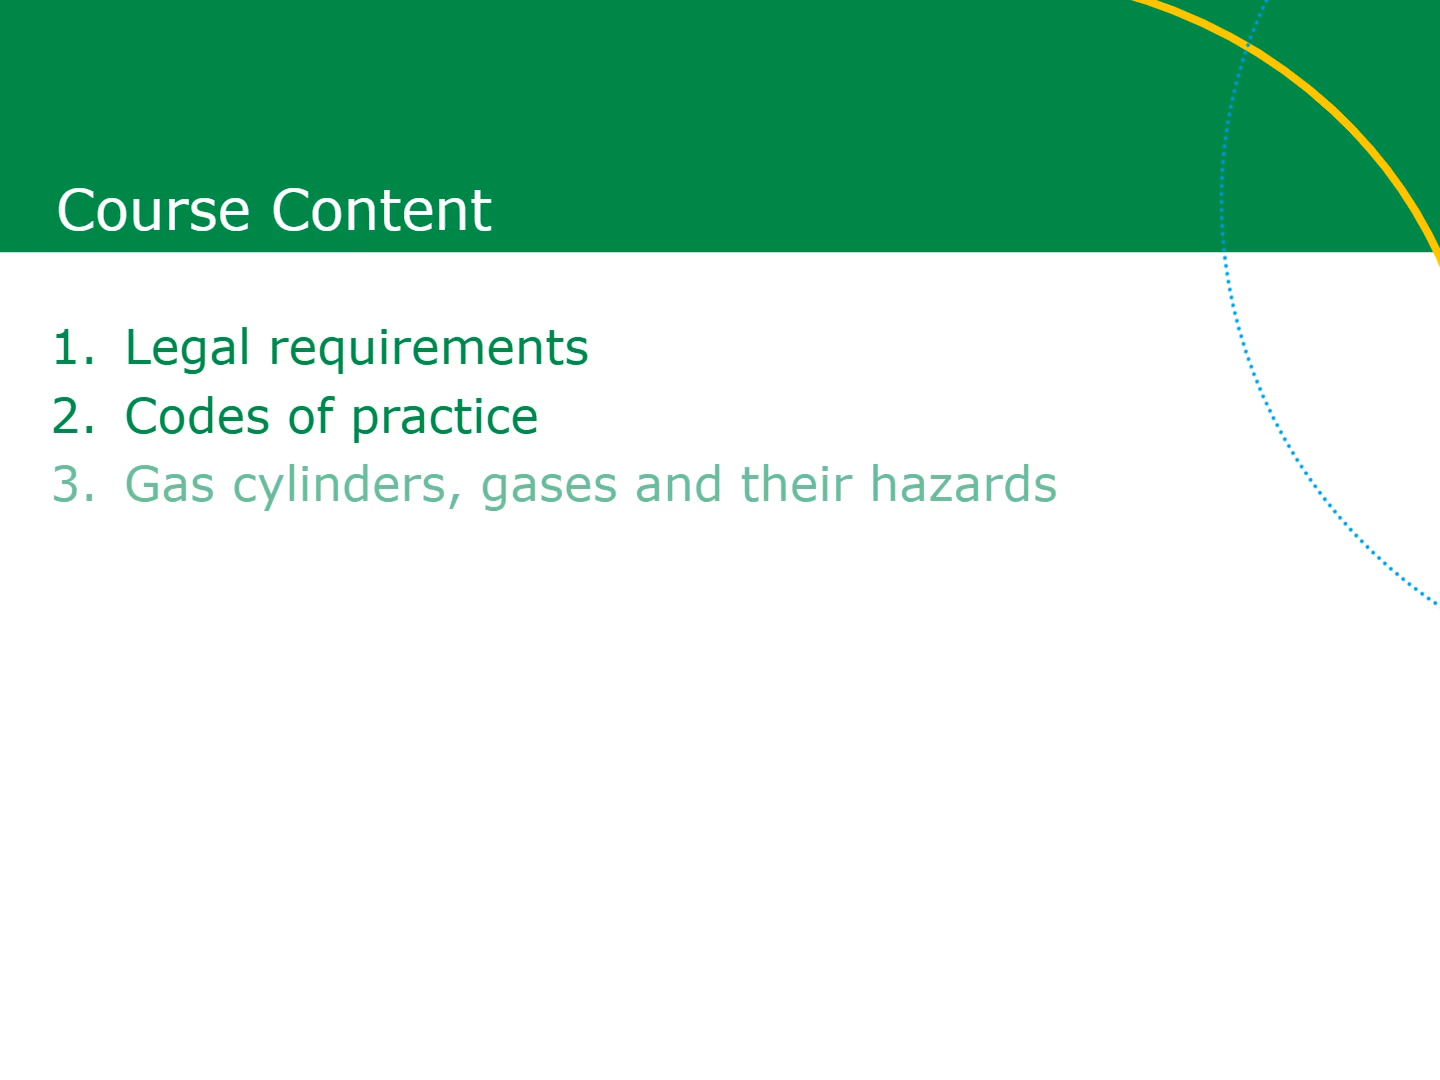 Course Content
1. Legal requirements
2. Codes of practice
3. Gas cylinders, gases and their hazards